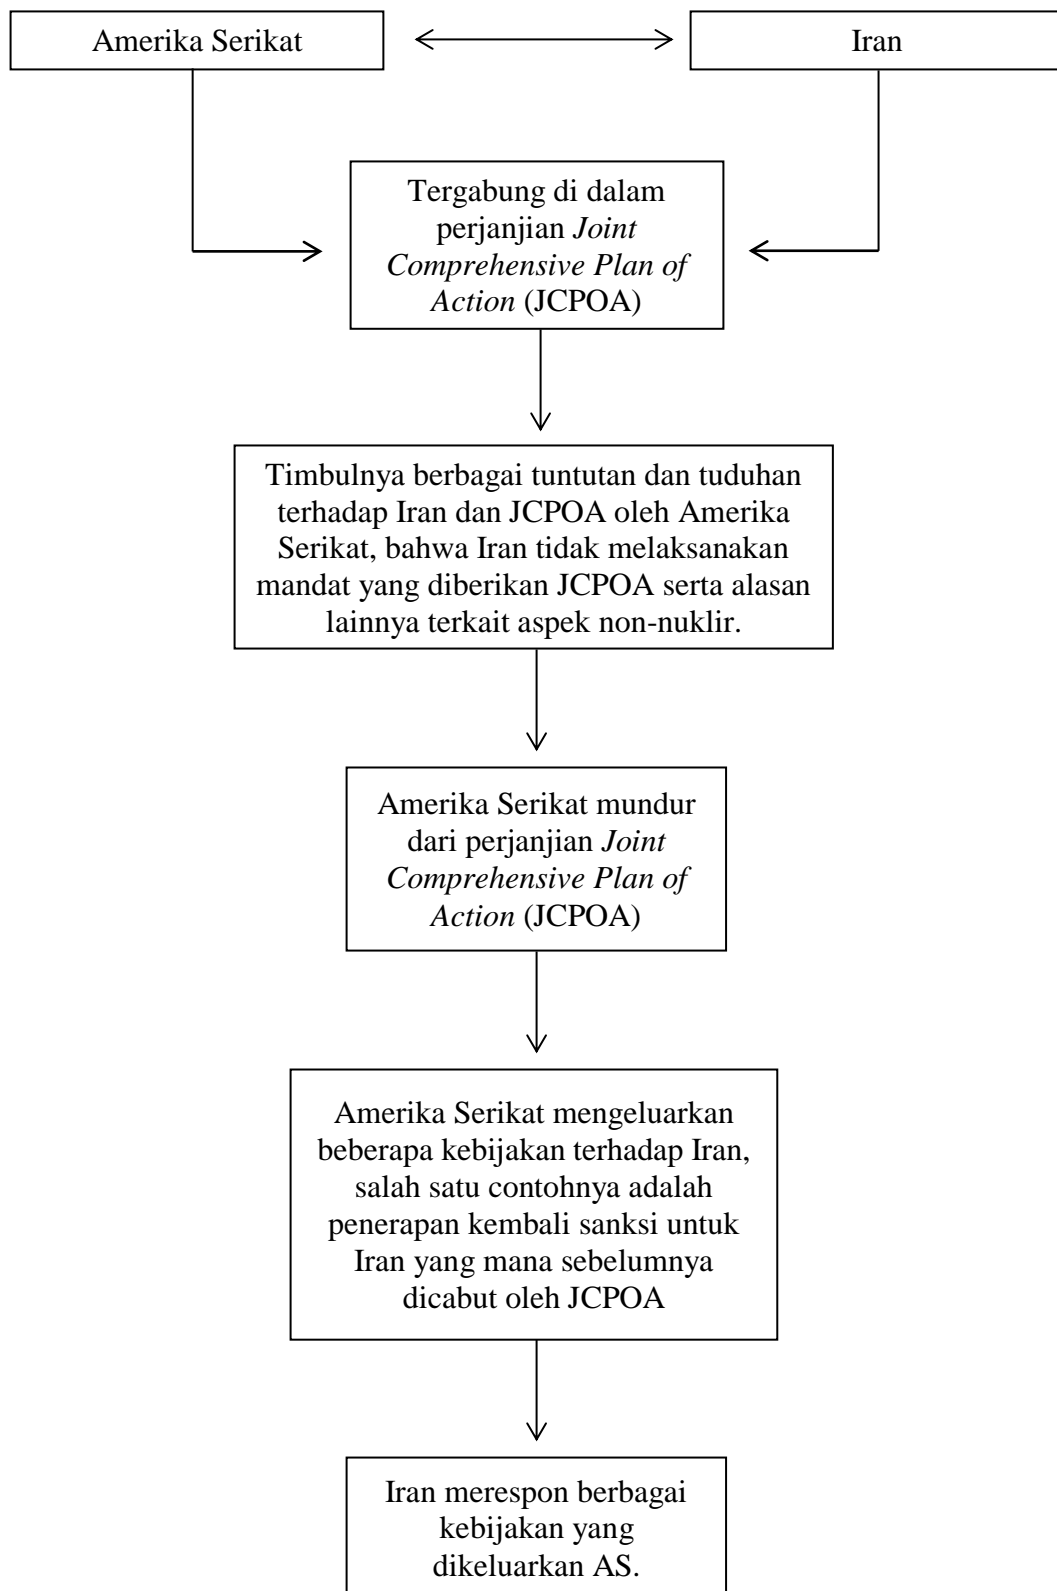 Amerika Serikat
Iran
Tergabung di dalam
perjanjian Joint
Comprehensive Plan of
Action (JCPOA)
Timbulnya berbagai tuntutan dan tuduhan
terhadap Iran dan JCPOA oleh Amerika
Serikat, bahwa Iran tidak melaksanakan
mandat yang diberikan JCPOA serta alasan
lainnya terkait aspek non-nuklir.
Amerika Serikat mundur
dari perjanjian Joint
Comprehensive Plan of
Action (JCPOA)
Amerika Serikat mengeluarkan
beberapa kebijakan terhadap Iran,
salah satu contohnya adalah
penerapan kembali sanksi untuk
Iran yang mana sebelumnya
dicabut oleh JCPOA
Iran merespon berbagai
kebijakan yang
dikeluarkan AS.